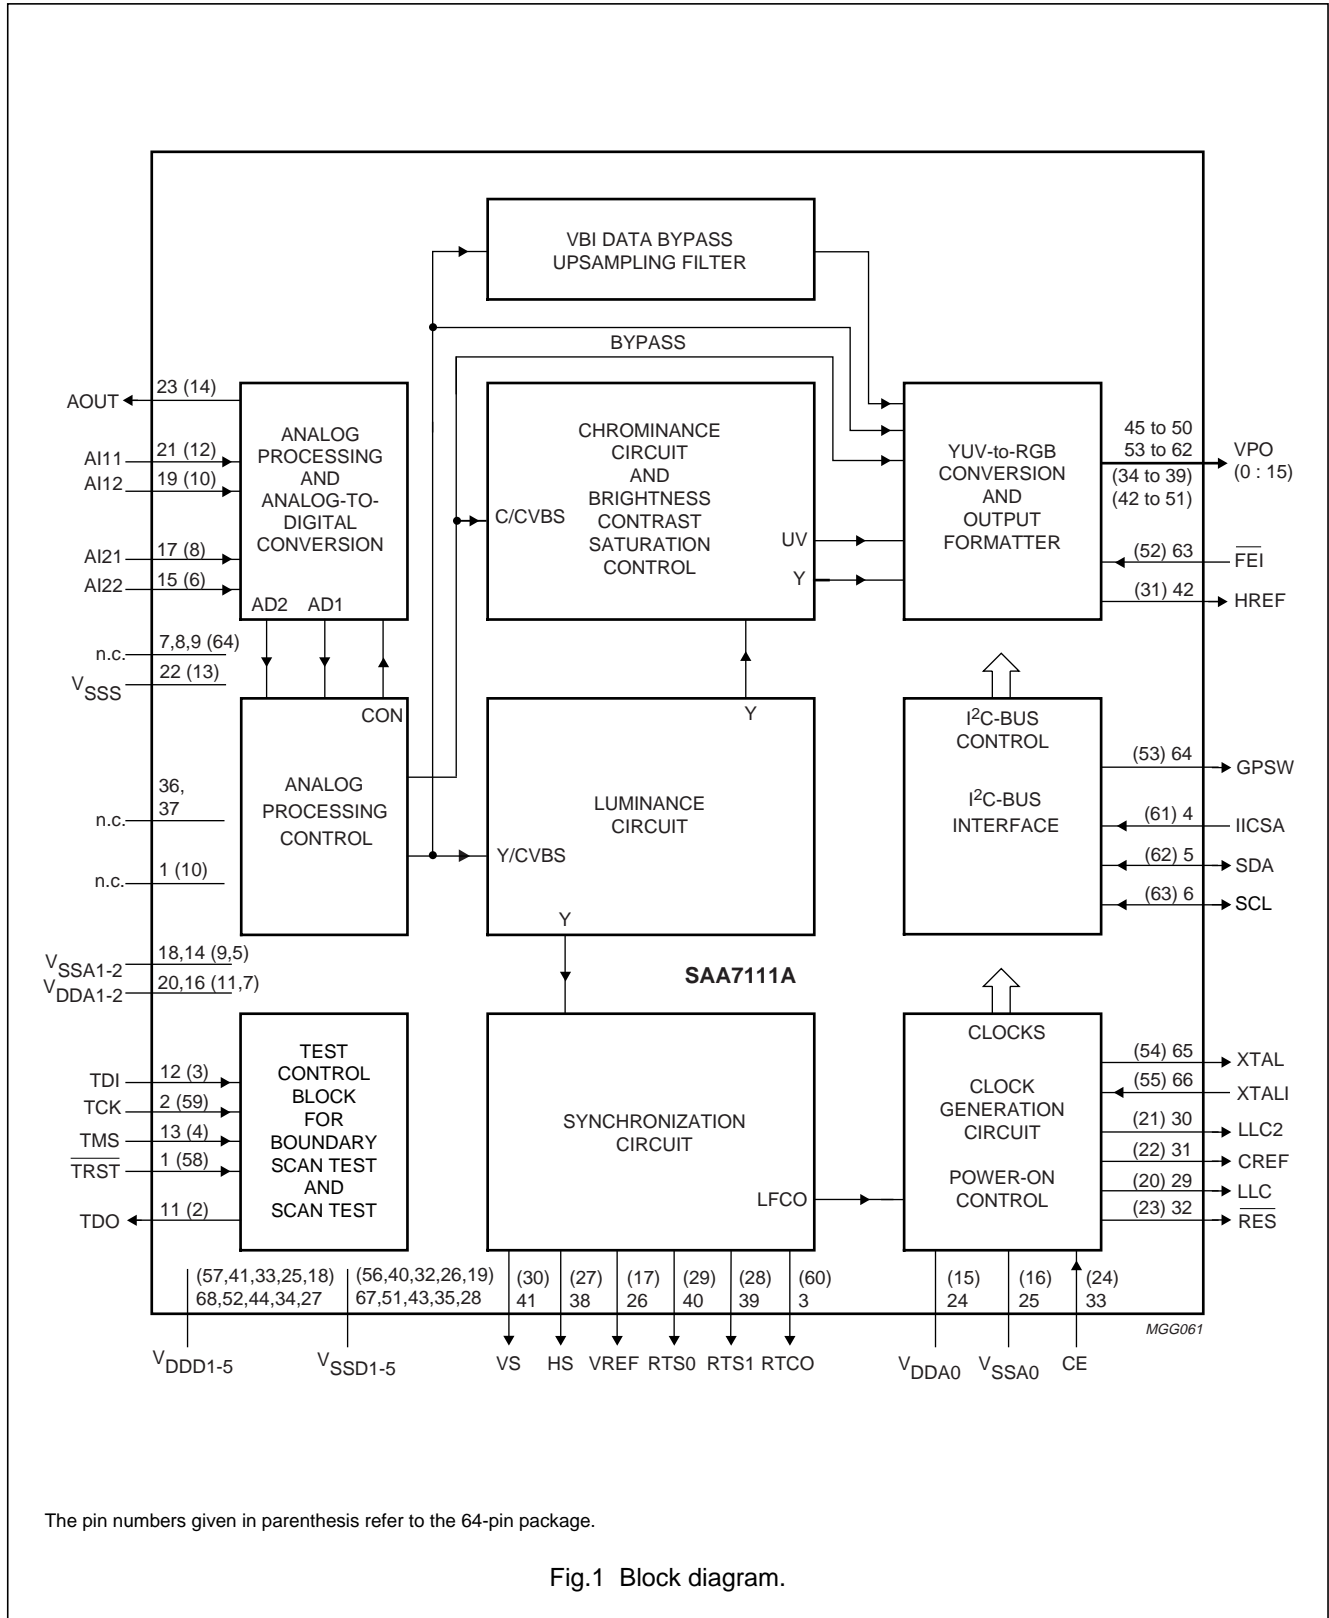 VBI DATA BYPASS
UPSAMPLING FILTER
BYPASS
AOUT
23 (14)
AI11
21 (12)
AI12
19 (10)
AI21
17 (8)
AI22
15 (6)
ANALOG
PROCESSING
AND
ANALOG-TO-
DIGITAL
CONVERSION
AD2 AD1
CHROMINANCE
CIRCUIT
AND
BRIGHTNESS
CONTRAST
SATURATION
CONTROL
C/CVBS
UV
Y
YUV-to-RGB
CONVERSION
AND
OUTPUT
FORMATTER
45 to 50
53 to 62
(34 to 39)
(42 to 51)
VPO
(0 : 15)
(52) 63
FEI
(31) 42
HREF
n.c.
7,8,9 (64)
VSSS
22 (13)
n.c.
36,
37
n.c.
1 (10)
CON
ANALOG
PROCESSING
CONTROL
Y
LUMINANCE
CIRCUIT
Y/CVBS
Y
I2C-BUS
CONTROL
I2C-BUS
INTERFACE
(53) 64
GPSW
(61) 4
IICSA
(62) 5
SDA
(63) 6
SCL
VSSA1-2
18,14 (9,5)
VDDA1-2
20,16 (11,7)
SAA7111A
TDI
12 (3)
TCK
2 (59)
TMS
13 (4)
TRST
1 (58)
TDO
11 (2)
TEST
CONTROL
BLOCK
FOR
BOUNDARY
SCAN TEST
AND
SCAN TEST
SYNCHRONIZATION
CIRCUIT
LFCO
CLOCKS
CLOCK
GENERATION
CIRCUIT
POWER-ON
CONTROL
(54) 65
XTAL
(55) 66
XTALI
(21) 30
LLC2
(22) 31
CREF
(20) 29
LLC
(23) 32
RES
(57,41,33,25,18)
68,52,44,34,27
VDDD1-5
(56,40,32,26,19)
67,51,43,35,28
VSSD1-5
(30)
41
VS
(27)
38
HS
(17)
26
VREF
(29)
40
RTS0
(28)
39
RTS1
(60)
3
RTCO
(15)
24
VDDA0
(16)
25
VSSA0
(24)
33
CE
MGG061
The pin numbers given in parenthesis refer to the 64-pin package.
Fig.1 Block diagram.